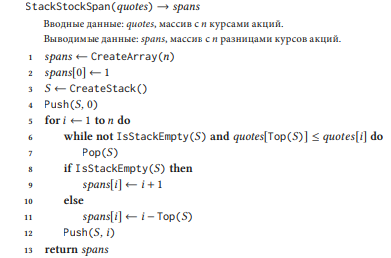 StackStockSpan(quotes) → spans
Вводные данные: quotes, массив с n курсами акций.
Выводимые данные: spans, массив с n разницами курсов акций.
1 spans ← CreateArray(n)
2 spans[0] ← 1
3 S ← CreateStack()
4 Push(S, 0)
5 for i ← 1 to n do
6 while not IsStackEmpty(S) and quotes[Top(S)] ≤ quotes[i] do
7 Pop(S)
8 if IsStackEmpty(S) then
9 spans[i] ← i + 1
10 else
11 spans[i] ← i − Top(S)
12 Push(S, i)
13 return spans